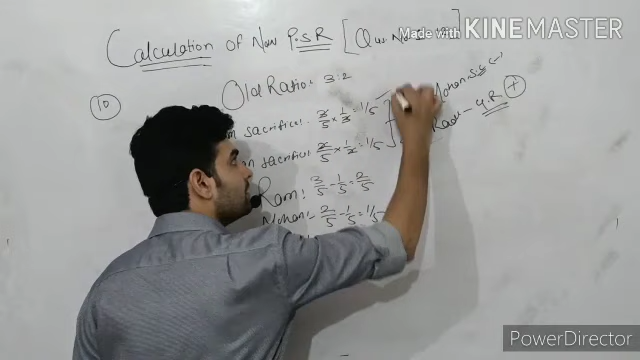 Made with KINEMASTER
Calculation of New P.S.R [Que. No
10
Old Ratio: 3:2
sacrifice: 3/5 x 1/3 = 1/5
sacrifice: 2/5 x 1/2 = 1/5
G.R +
Ram: 3/5 - 1/5 = 2/5
Mohan:- 2/5 - 1/5 = 1/5
PowerDirector